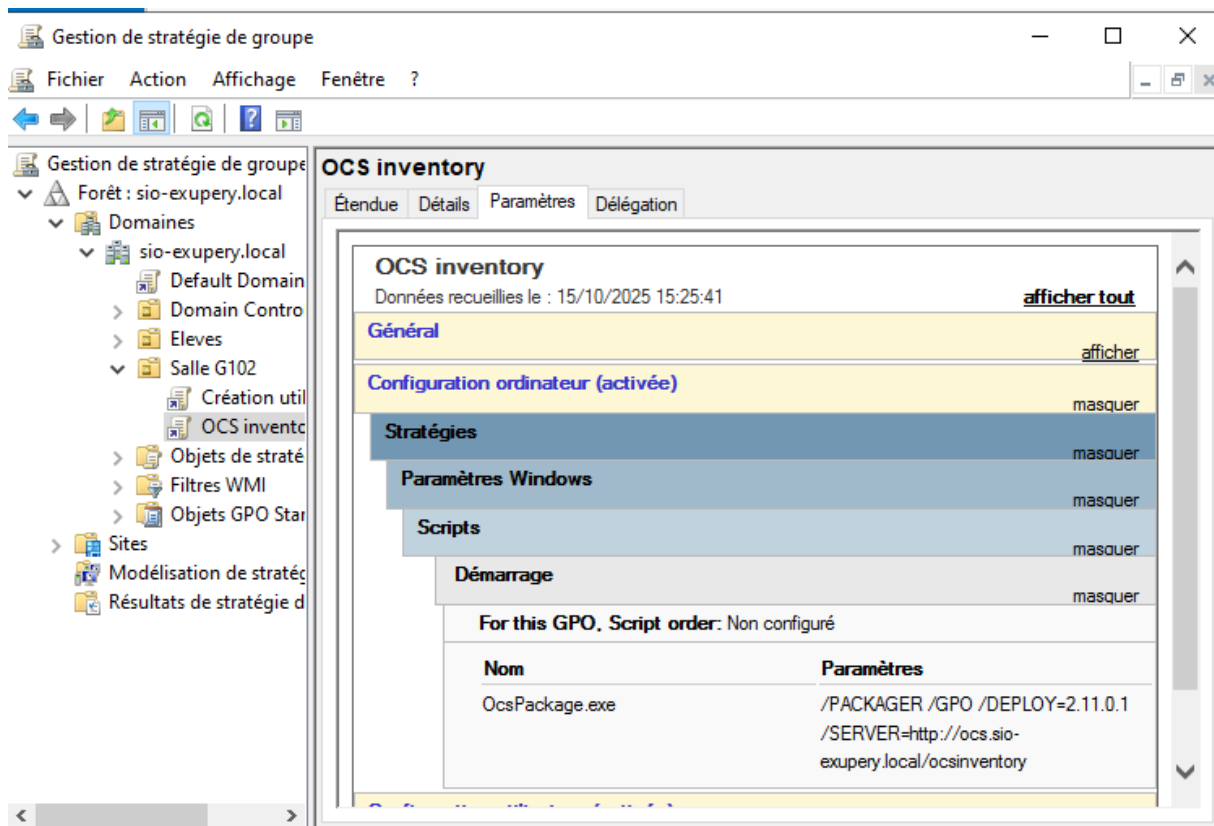 Gestion de stratégie de groupe
Fichier Action Affichage Fenêtre ?
Gestion de stratégie de groupe
Forêt : sio-exupery.local
Domaines
sio-exupery.local
Default Domain
Domain Contro
Eleves
Salle G102
Création util
OCS invento
Objets de straté
Filtres WMI
Objets GPO Star
Sites
Modélisation de stratég
Résultats de stratégie d
OCS inventory
Étendue Détails Paramètres Délégation
OCS inventory
Données recueillies le : 15/10/2025 15:25:41
afficher tout
Général
afficher
Configuration ordinateur (activée)
masquer
Stratégies
masquer
Paramètres Windows
masquer
Scripts
masquer
Démarrage
masquer
For this GPO, Script order: Non configuré
Nom Paramètres
OcsPackage.exe /PACKAGER /GPO /DEPLOY=2.11.0.1
/SERVER=http://ocs.sio-
exupery.local/ocsinventory